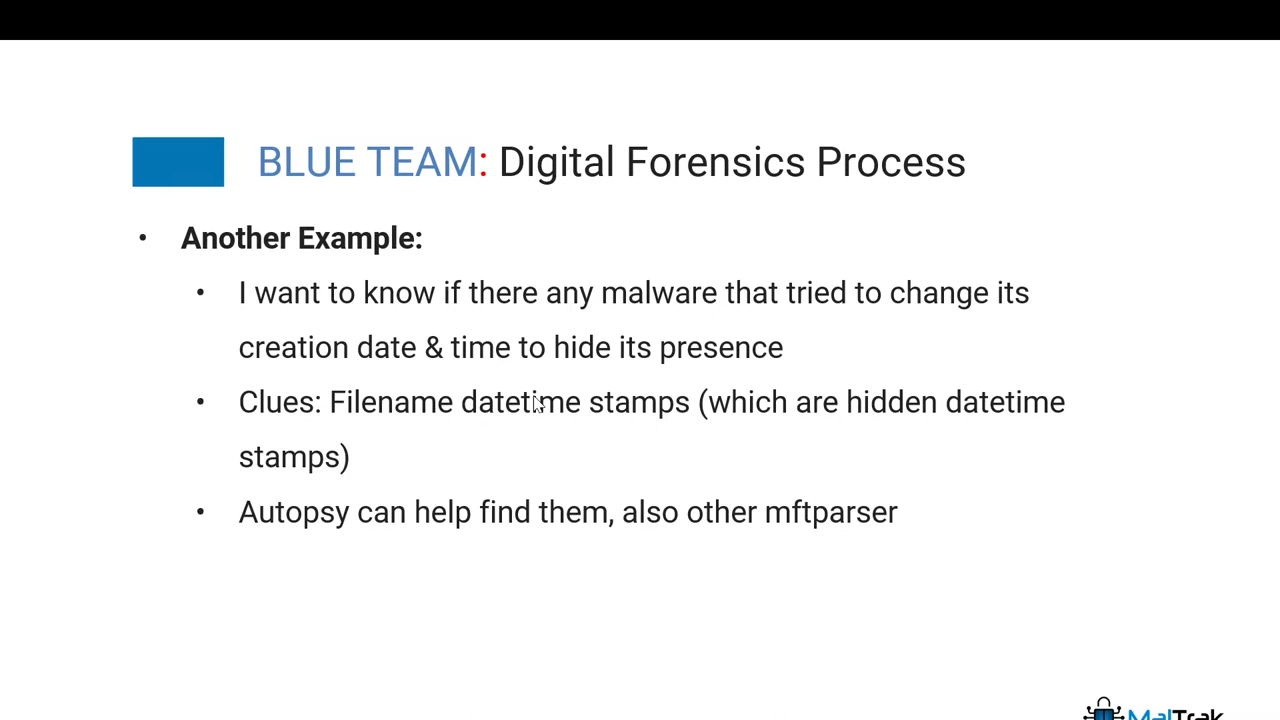 BLUE TEAM: Digital Forensics Process
• Another Example:
• I want to know if there any malware that tried to change its
creation date & time to hide its presence
• Clues: Filename datetime stamps (which are hidden datetime
stamps)
• Autopsy can help find them, also other mftparser
MalTrak